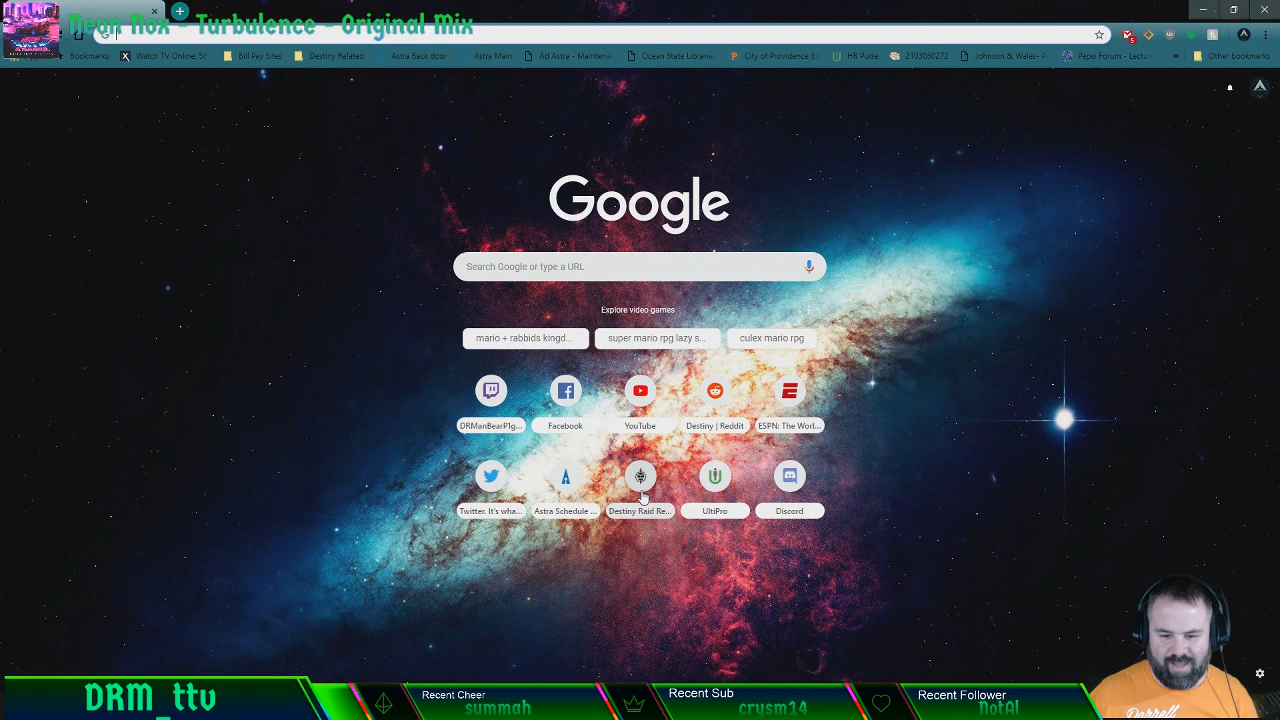 Neon Nox - Turbulence - Original Mix
Bookmarks
Watch TV Online, St
Bill Pay Sites
Destiny Related
Astra Back door
Astra Main
Ad Astra - Maintena
Ocean State Librarie
City of Providence
HR Pulse
2103030272
Johnson & Wales- P
Pepsi Forum - Lectu
»
Other bookmarks
Google
Search Google or type a URL
Explore video games
mario + rabbids kingd...
super mario rpg lazy s...
culex mario rpg
DRManBearP1g...
Facebook
YouTube
Destiny | Reddit
ESPN: The Worl...
Twitter. It's wha...
Astra Schedule ...
Destiny Raid Re...
UltiPro
Discord
DRM_ttv
Recent Cheer
summah
Recent Sub
crysm14
Recent Follower
NotAl
Darrell